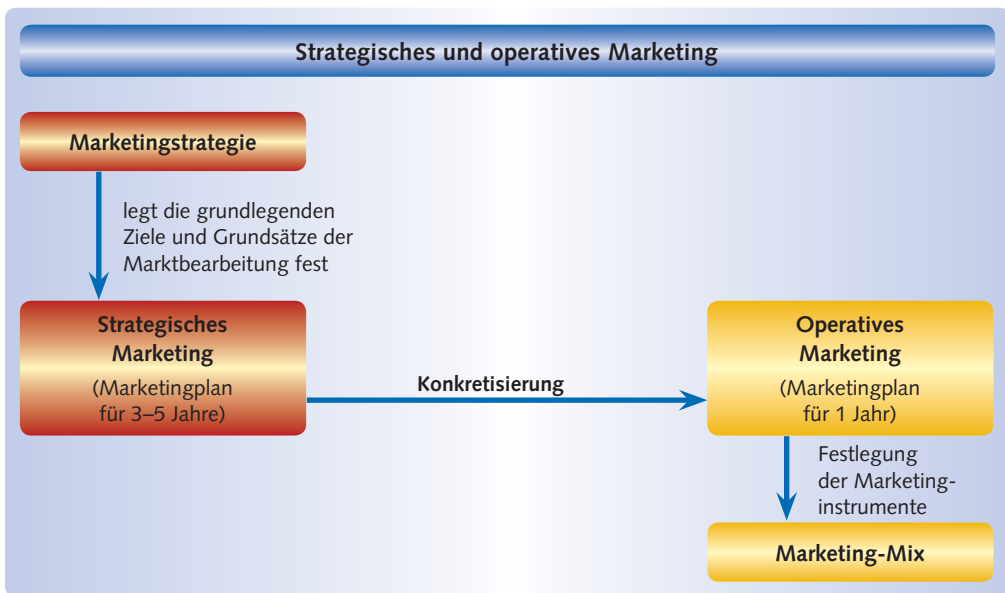 Strategisches und operatives Marketing
Marketingstrategie
legt die grundlegenden
Ziele und Grundsätze der
Marktbearbeitung fest
Strategisches
Marketing
(Marketingplan
für 3–5 Jahre)
Konkretisierung
Operatives
Marketing
(Marketingplan
für 1 Jahr)
Festlegung
der Marketing-
instrumente
Marketing-Mix